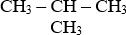 CH₃ – CH – CH₃
CH₃